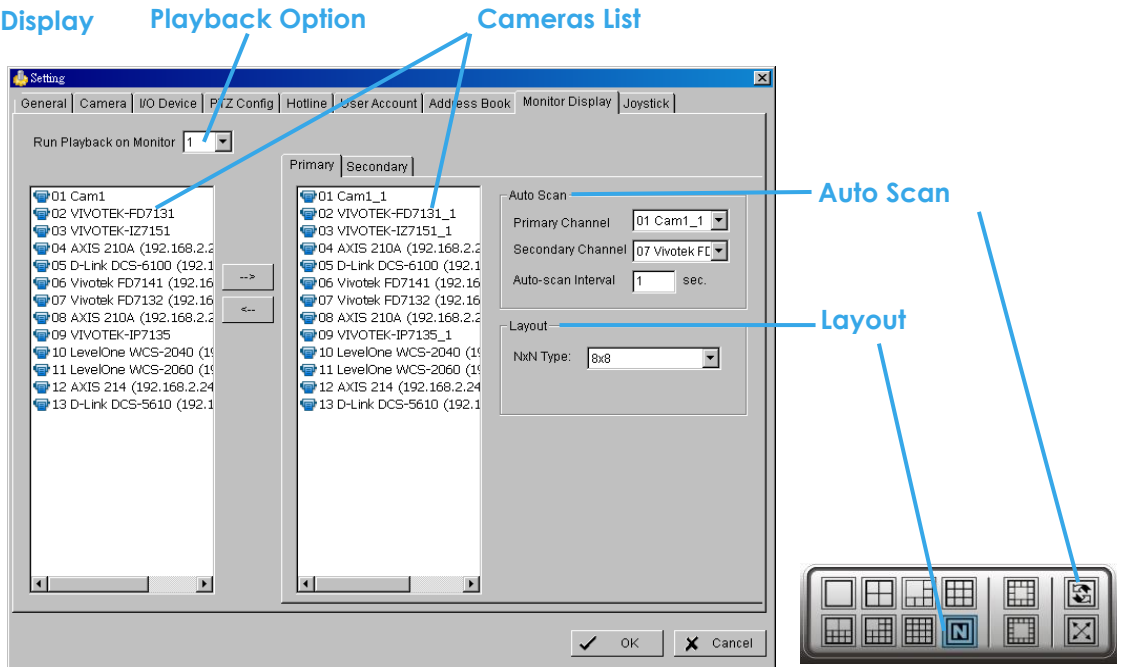 Display Playback Option Cameras List
Setting
General Camera I/O Device PTZ Config Hotline User Account Address Book Monitor Display Joystick
Run Playback on Monitor 1
Primary Secondary
01 Cam1
02 VIVOTEK-FD7131
03 VIVOTEK-IZ7151
04 AXIS 210A (192.168.2.2
05 D-Link DCS-6100 (192.1
06 Vivotek FD7141 (192.16
07 Vivotek FD7132 (192.16
08 AXIS 210A (192.168.2.2
09 VIVOTEK-IP7135
10 LevelOne WCS-2040 (19
11 LevelOne WCS-2060 (19
12 AXIS 214 (192.168.2.24
13 D-Link DCS-5610 (192.1
-->
<--
01 Cam1_1
02 VIVOTEK-FD7131_1
03 VIVOTEK-IZ7151_1
04 AXIS 210A (192.168.2.2
05 D-Link DCS-6100 (192.1
06 Vivotek FD7141 (192.16
07 Vivotek FD7132 (192.16
08 AXIS 210A (192.168.2.2
09 VIVOTEK-IP7135_1
10 LevelOne WCS-2040 (19
11 LevelOne WCS-2060 (19
12 AXIS 214 (192.168.2.24
13 D-Link DCS-5610 (192.1
Auto Scan
Primary Channel 01 Cam1_1
Secondary Channel 07 Vivotek FD
Auto-scan Interval 1 sec.
Layout
NxN Type: 8x8
OK Cancel
Auto Scan
Layout
N